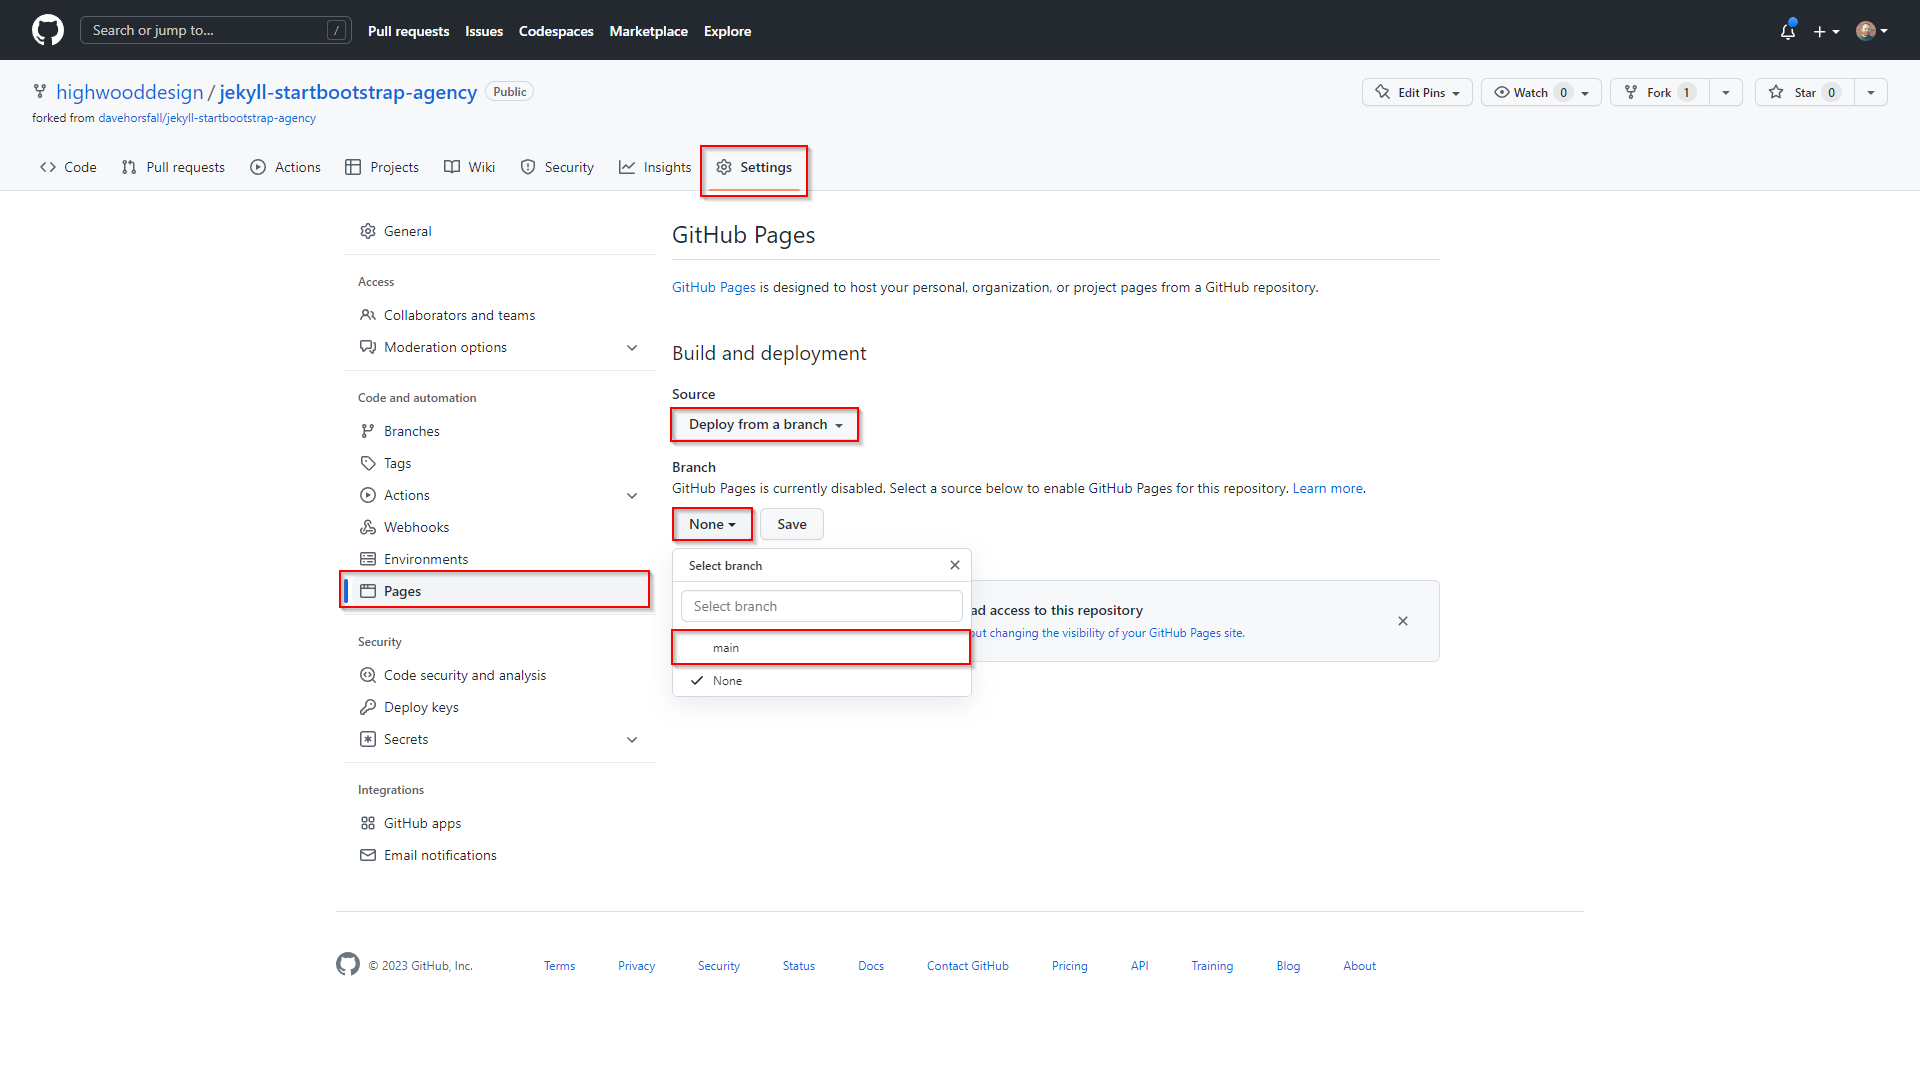 Search or jump to...
/
Pull requests
Issues
Codespaces
Marketplace
Explore
highwooddesign / jekyll-startbootstrap-agency
Public
Edit Pins
Watch 0
Fork 1
Star 0
forked from davehorsfall/jekyll-startbootstrap-agency
Code
Pull requests
Actions
Projects
Wiki
Security
Insights
Settings
General
Access
Collaborators and teams
Moderation options
Code and automation
Branches
Tags
Actions
Webhooks
Environments
Pages
Security
Code security and analysis
Deploy keys
Secrets
Integrations
GitHub apps
Email notifications
GitHub Pages
GitHub Pages is designed to host your personal, organization, or project pages from a GitHub repository.
Build and deployment
Source
Deploy from a branch
Branch
GitHub Pages is currently disabled. Select a source below to enable GitHub Pages for this repository. Learn more.
None
Save
Select branch
Select branch
main
None
access to this repository
changing the visibility of your GitHub Pages site.
© 2023 GitHub, Inc.
Terms
Privacy
Security
Status
Docs
Contact GitHub
Pricing
API
Training
Blog
About